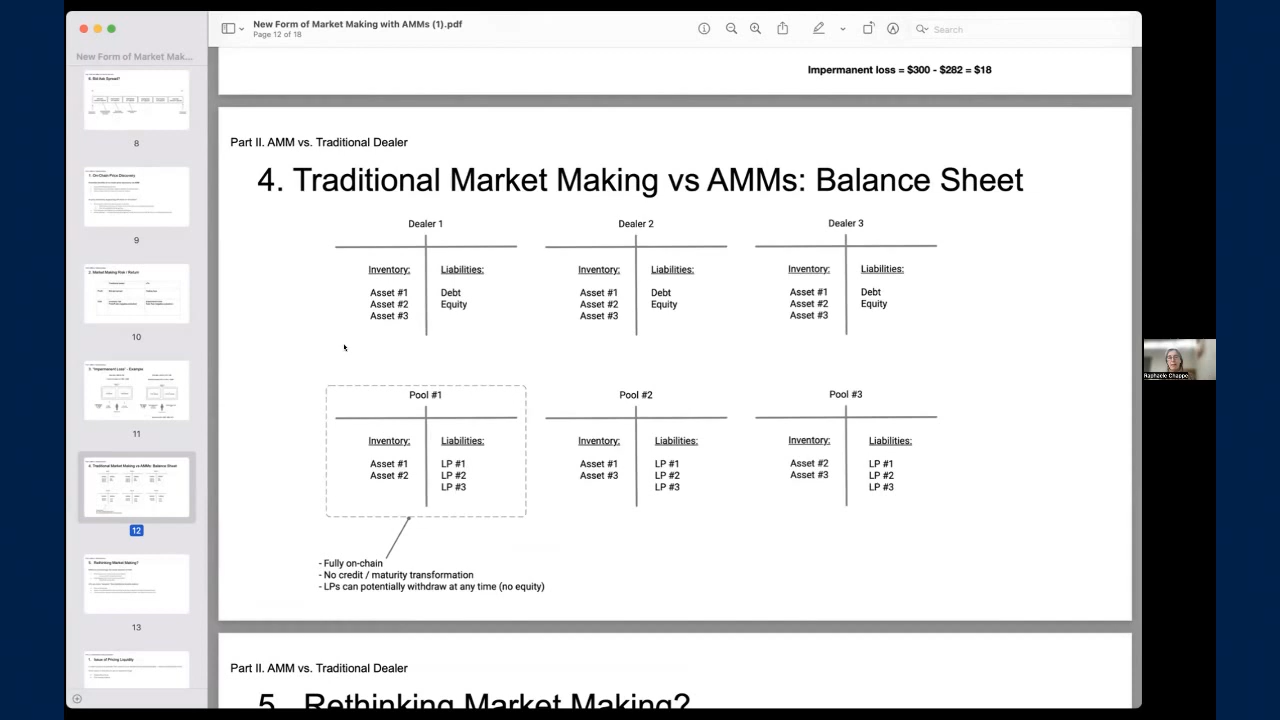 New Form of Market Making with AMMs (1).pdf
Page 12 of 18
Search
New Form of Market Mak...
8
9
10
11
12
13
Impermanent loss = $300 - $282 = $18
Part II. AMM vs. Traditional Dealer
4. Traditional Market Making vs AMMs: Balance Sheet
Dealer 1
Inventory: Liabilities:
Asset #1 Debt
Asset #2 Equity
Asset #3
Dealer 2
Inventory: Liabilities:
Asset #1 Debt
Asset #2 Equity
Asset #3
Dealer 3
Inventory: Liabilities:
Asset #1 Debt
Asset #2 Equity
Asset #3
Pool #1
Inventory: Liabilities:
Asset #1 LP #1
Asset #2 LP #2
LP #3
Pool #2
Inventory: Liabilities:
Asset #1 LP #1
Asset #3 LP #2
LP #3
Pool #3
Inventory: Liabilities:
Asset #2 LP #1
Asset #3 LP #2
LP #3
- Fully on-chain
- No credit / maturity transformation
- LPs can potentially withdraw at any time (no equity)
Part II. AMM vs. Traditional Dealer
5. Rethinking Market Making?
Raphaele Chappe